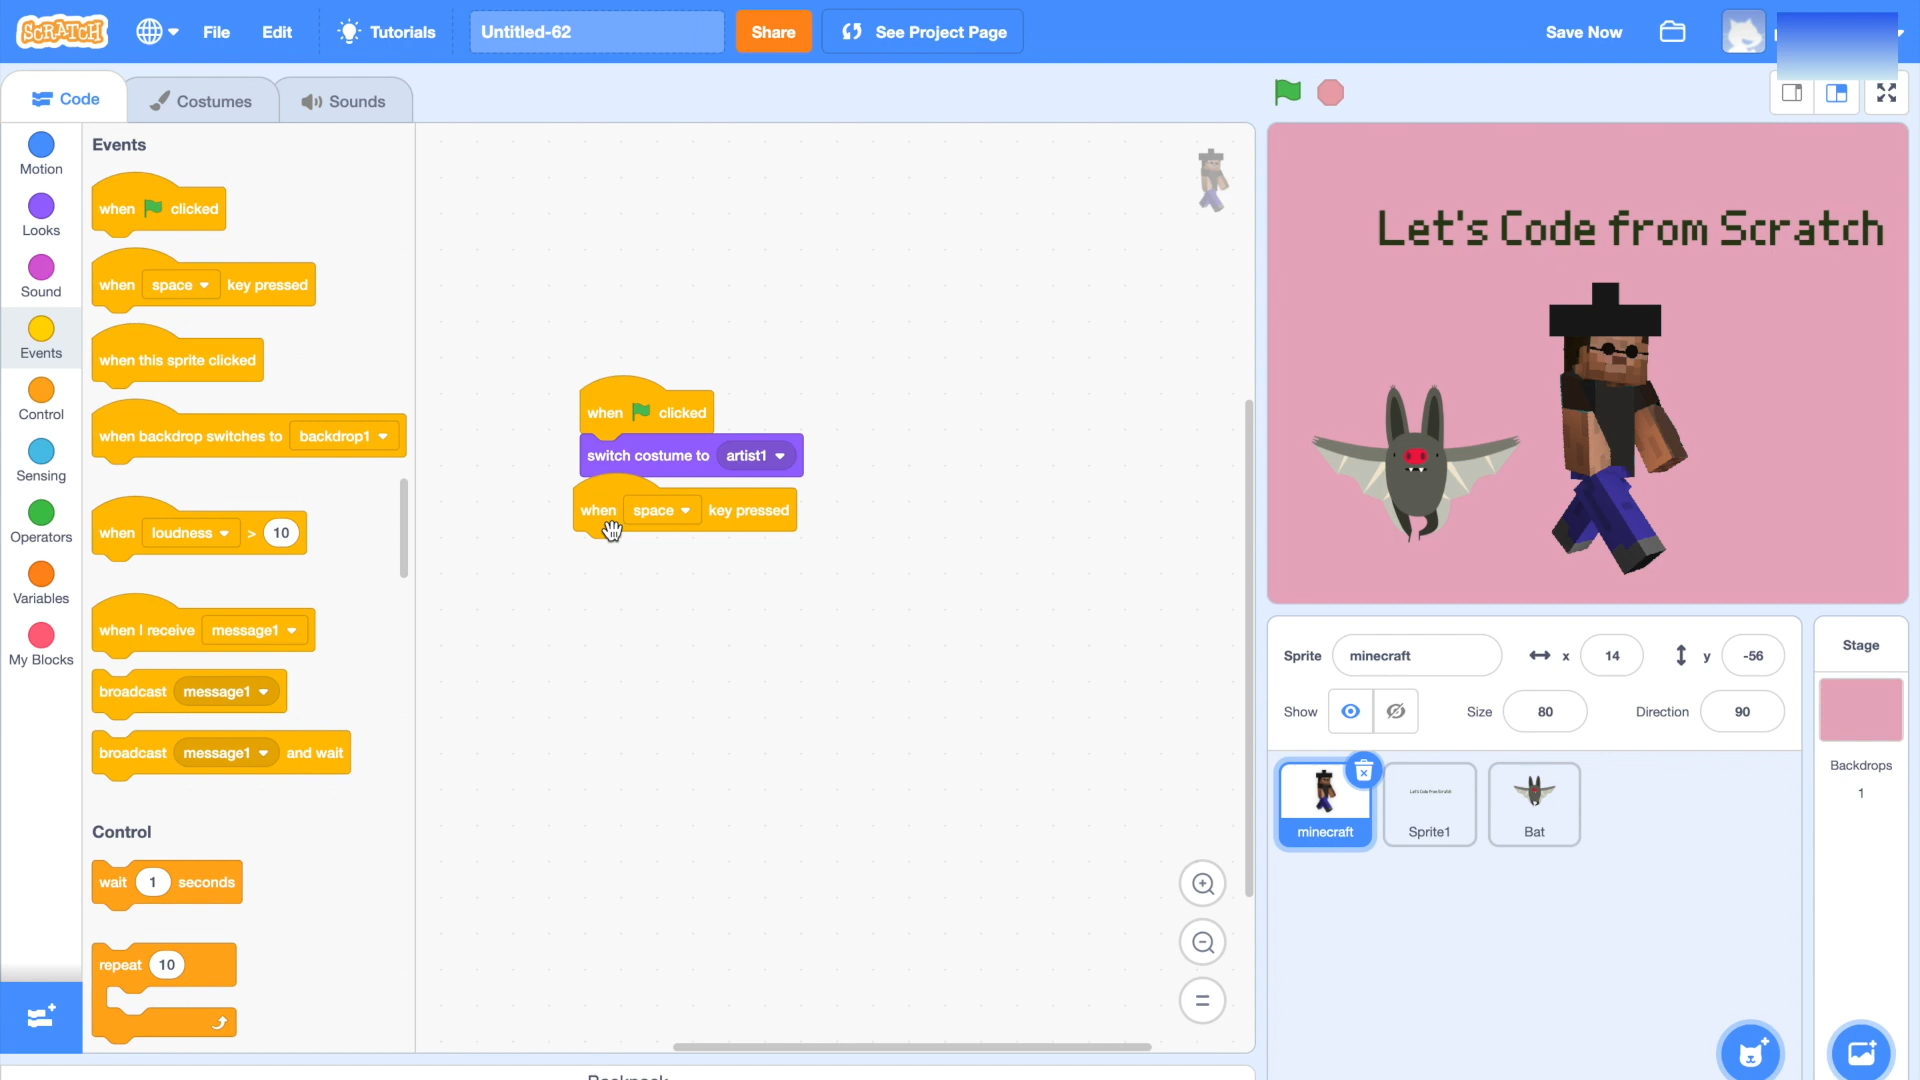 SCRATCH File Edit Tutorials Untitled-62 Share See Project Page Save Now
Code Costumes Sounds
Motion
Looks
Sound
Events
Control
Sensing
Operators
Variables
My Blocks
Events
when clicked
when space key pressed
when this sprite clicked
when backdrop switches to backdrop1
when loudness > 10
when I receive message1
broadcast message1
broadcast message1 and wait
Control
wait 1 seconds
repeat 10
when clicked
switch costume to artist1
when space key pressed
Let's Code from Scratch
Sprite minecraft x 14 y -56
Show Size 80 Direction 90
minecraft
Let's Code from Scratch
Sprite1
Bat
Stage
Backdrops
1